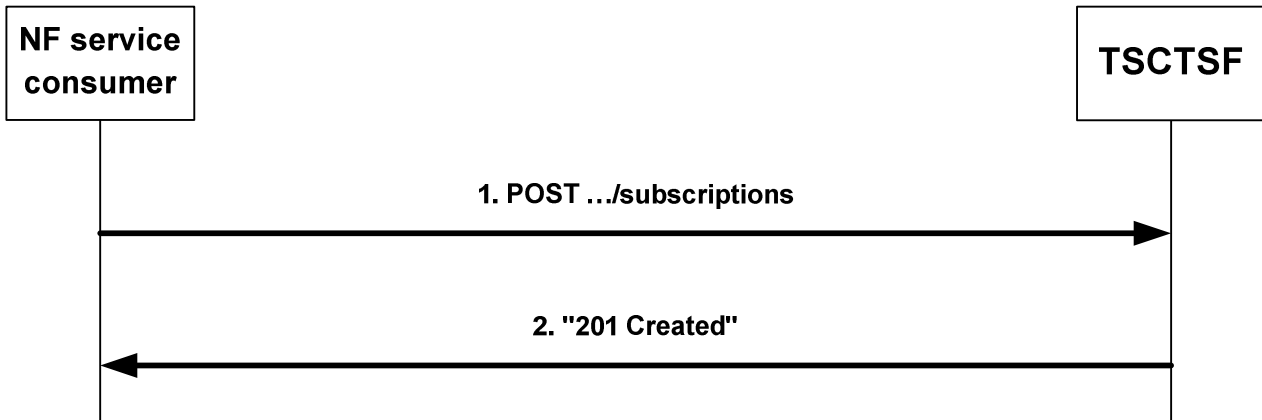 NF service
consumer
TSCTSF
1. POST …/subscriptions
2. "201 Created"